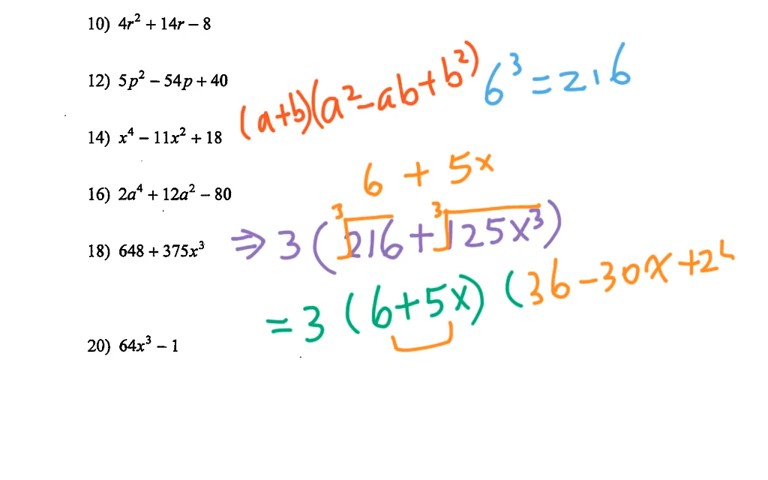 10) 4r² + 14r − 8
12) 5p² − 54p + 40
(a+b)(a²−ab+b²) 6³ = 216
14) x⁴ − 11x² + 18
6 + 5x
16) 2a⁴ + 12a² − 80
⇒ 3(∛216 + ∛125x³)
18) 648 + 375x³
= 3 (6+5x) (36−30x+2
20) 64x³ − 1